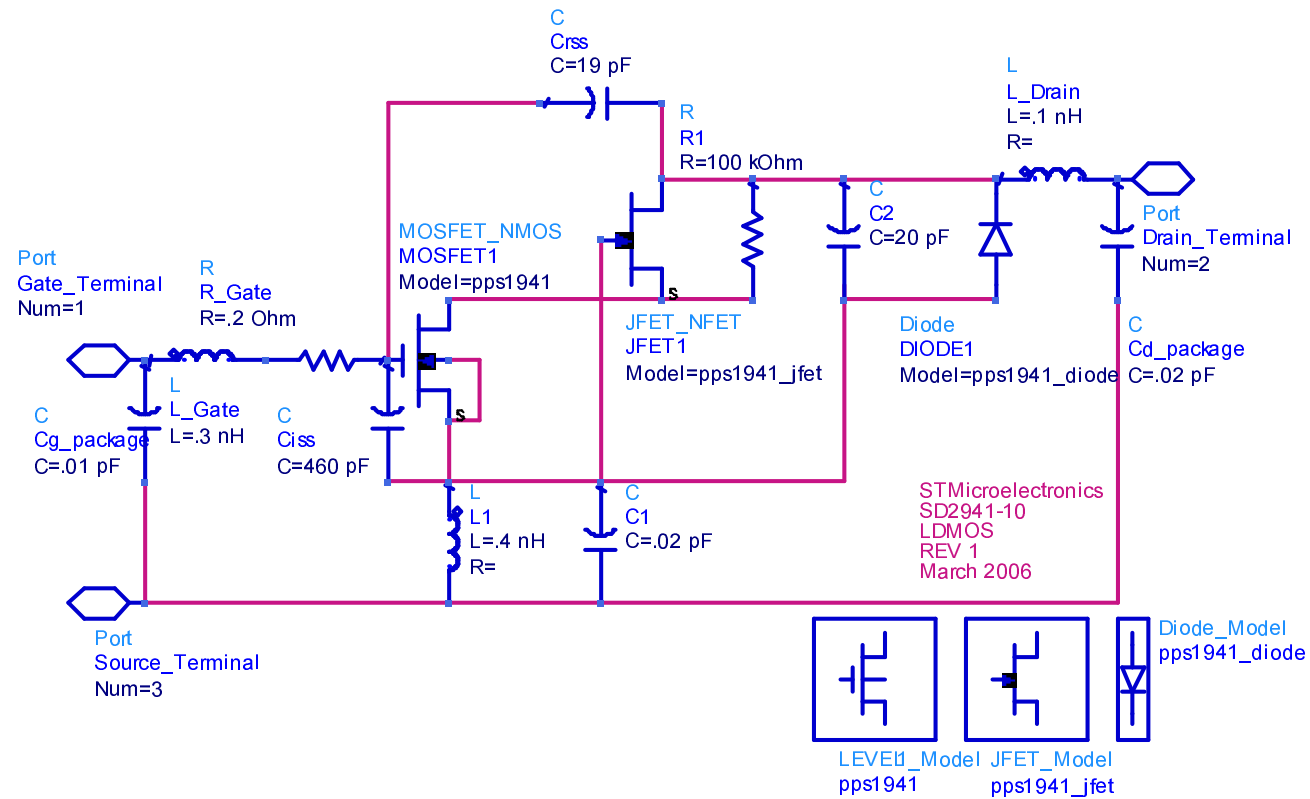 C
Crss
C=19 pF
L
L_Drain
L=.1 nH
R=
R
R1
R=100 kOhm
C
C2
C=20 pF
Port
Drain_Terminal
Num=2
MOSFET_NMOS
MOSFET1
Model=pps1941
Port
Gate_Terminal
Num=1
R
R_Gate
R=.2 Ohm
S
JFET_NFET
JFET1
Model=pps1941_jfet
Diode
DIODE1
Model=pps1941_diode
C
Cd_package
C=.02 pF
L
L_Gate
L=.3 nH
C
Cg_package
C=.01 pF
C
Ciss
C=460 pF
S
L
L1
L=.4 nH
R=
C
C1
C=.02 pF
STMicroelectronics
SD2941-10
LDMOS
REV 1
March 2006
Port
Source_Terminal
Num=3
Diode_Model
pps1941_diode
LEVEL1_Model
pps1941
JFET_Model
pps1941_jfet